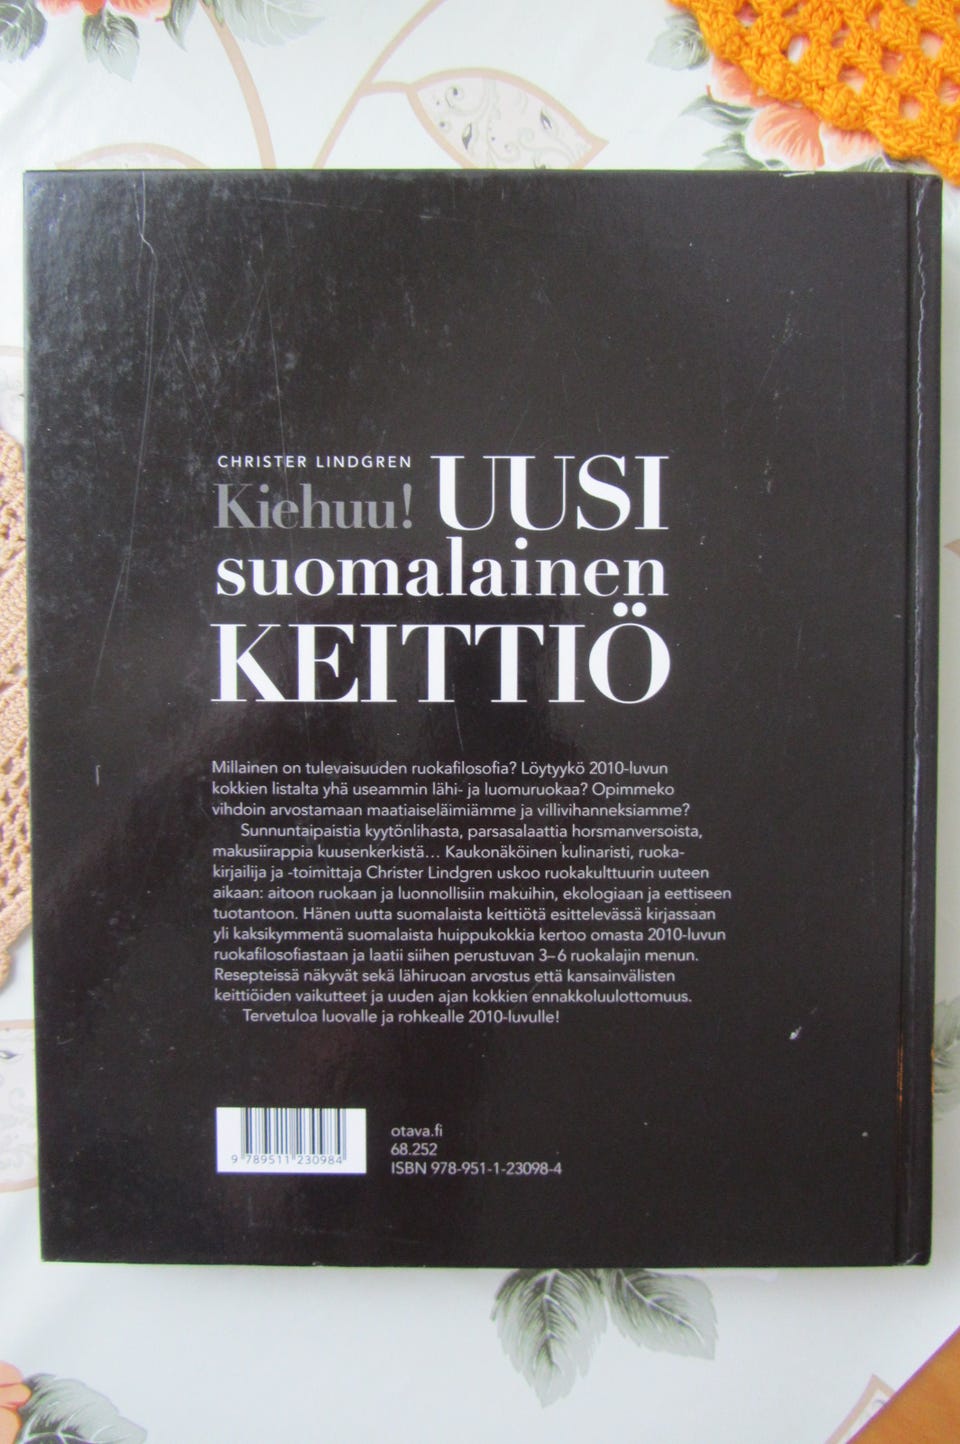 CHRISTER LINDGREN
Kiehuu! UUSI
suomalainen
KEITTIÖ
Millainen on tulevaisuuden ruokafilosofia? Löytyykö 2010-luvun
kokkien listalta yhä useammin lähi- ja luomuruokaa? Opimmeko
vihdoin arvostamaan maatiaiseläimiämme ja villivihanneksiamme?
Sunnuntaipaistia kyytönlihasta, parsasalaattia horsmanversoista,
makusiirappia kuusenkerkistä… Kaukonäköinen kulinaristi, ruoka-
kirjailija ja -toimittaja Christer Lindgren uskoo ruokakulttuurin uuteen
aikaan: aitoon ruokaan ja luonnollisiin makuihin, ekologiaan ja eettiseen
tuotantoon. Hänen uutta suomalaista keittiötä esittelevässä kirjassaan
yli kaksikymmentä suomalaista huippukokkia kertoo omasta 2010-luvun
ruokafilosofiastaan ja laatii siihen perustuvan 3–6 ruokalajin menun.
Resepteissä näkyvät sekä lähiruoan arvostus että kansainvälisten
keittiöiden vaikutteet ja uuden ajan kokkien ennakkoluulottomuus.
Tervetuloa luovalle ja rohkealle 2010-luvulle!
9 789511 230984
otava.fi
68.252
ISBN 978-951-1-23098-4